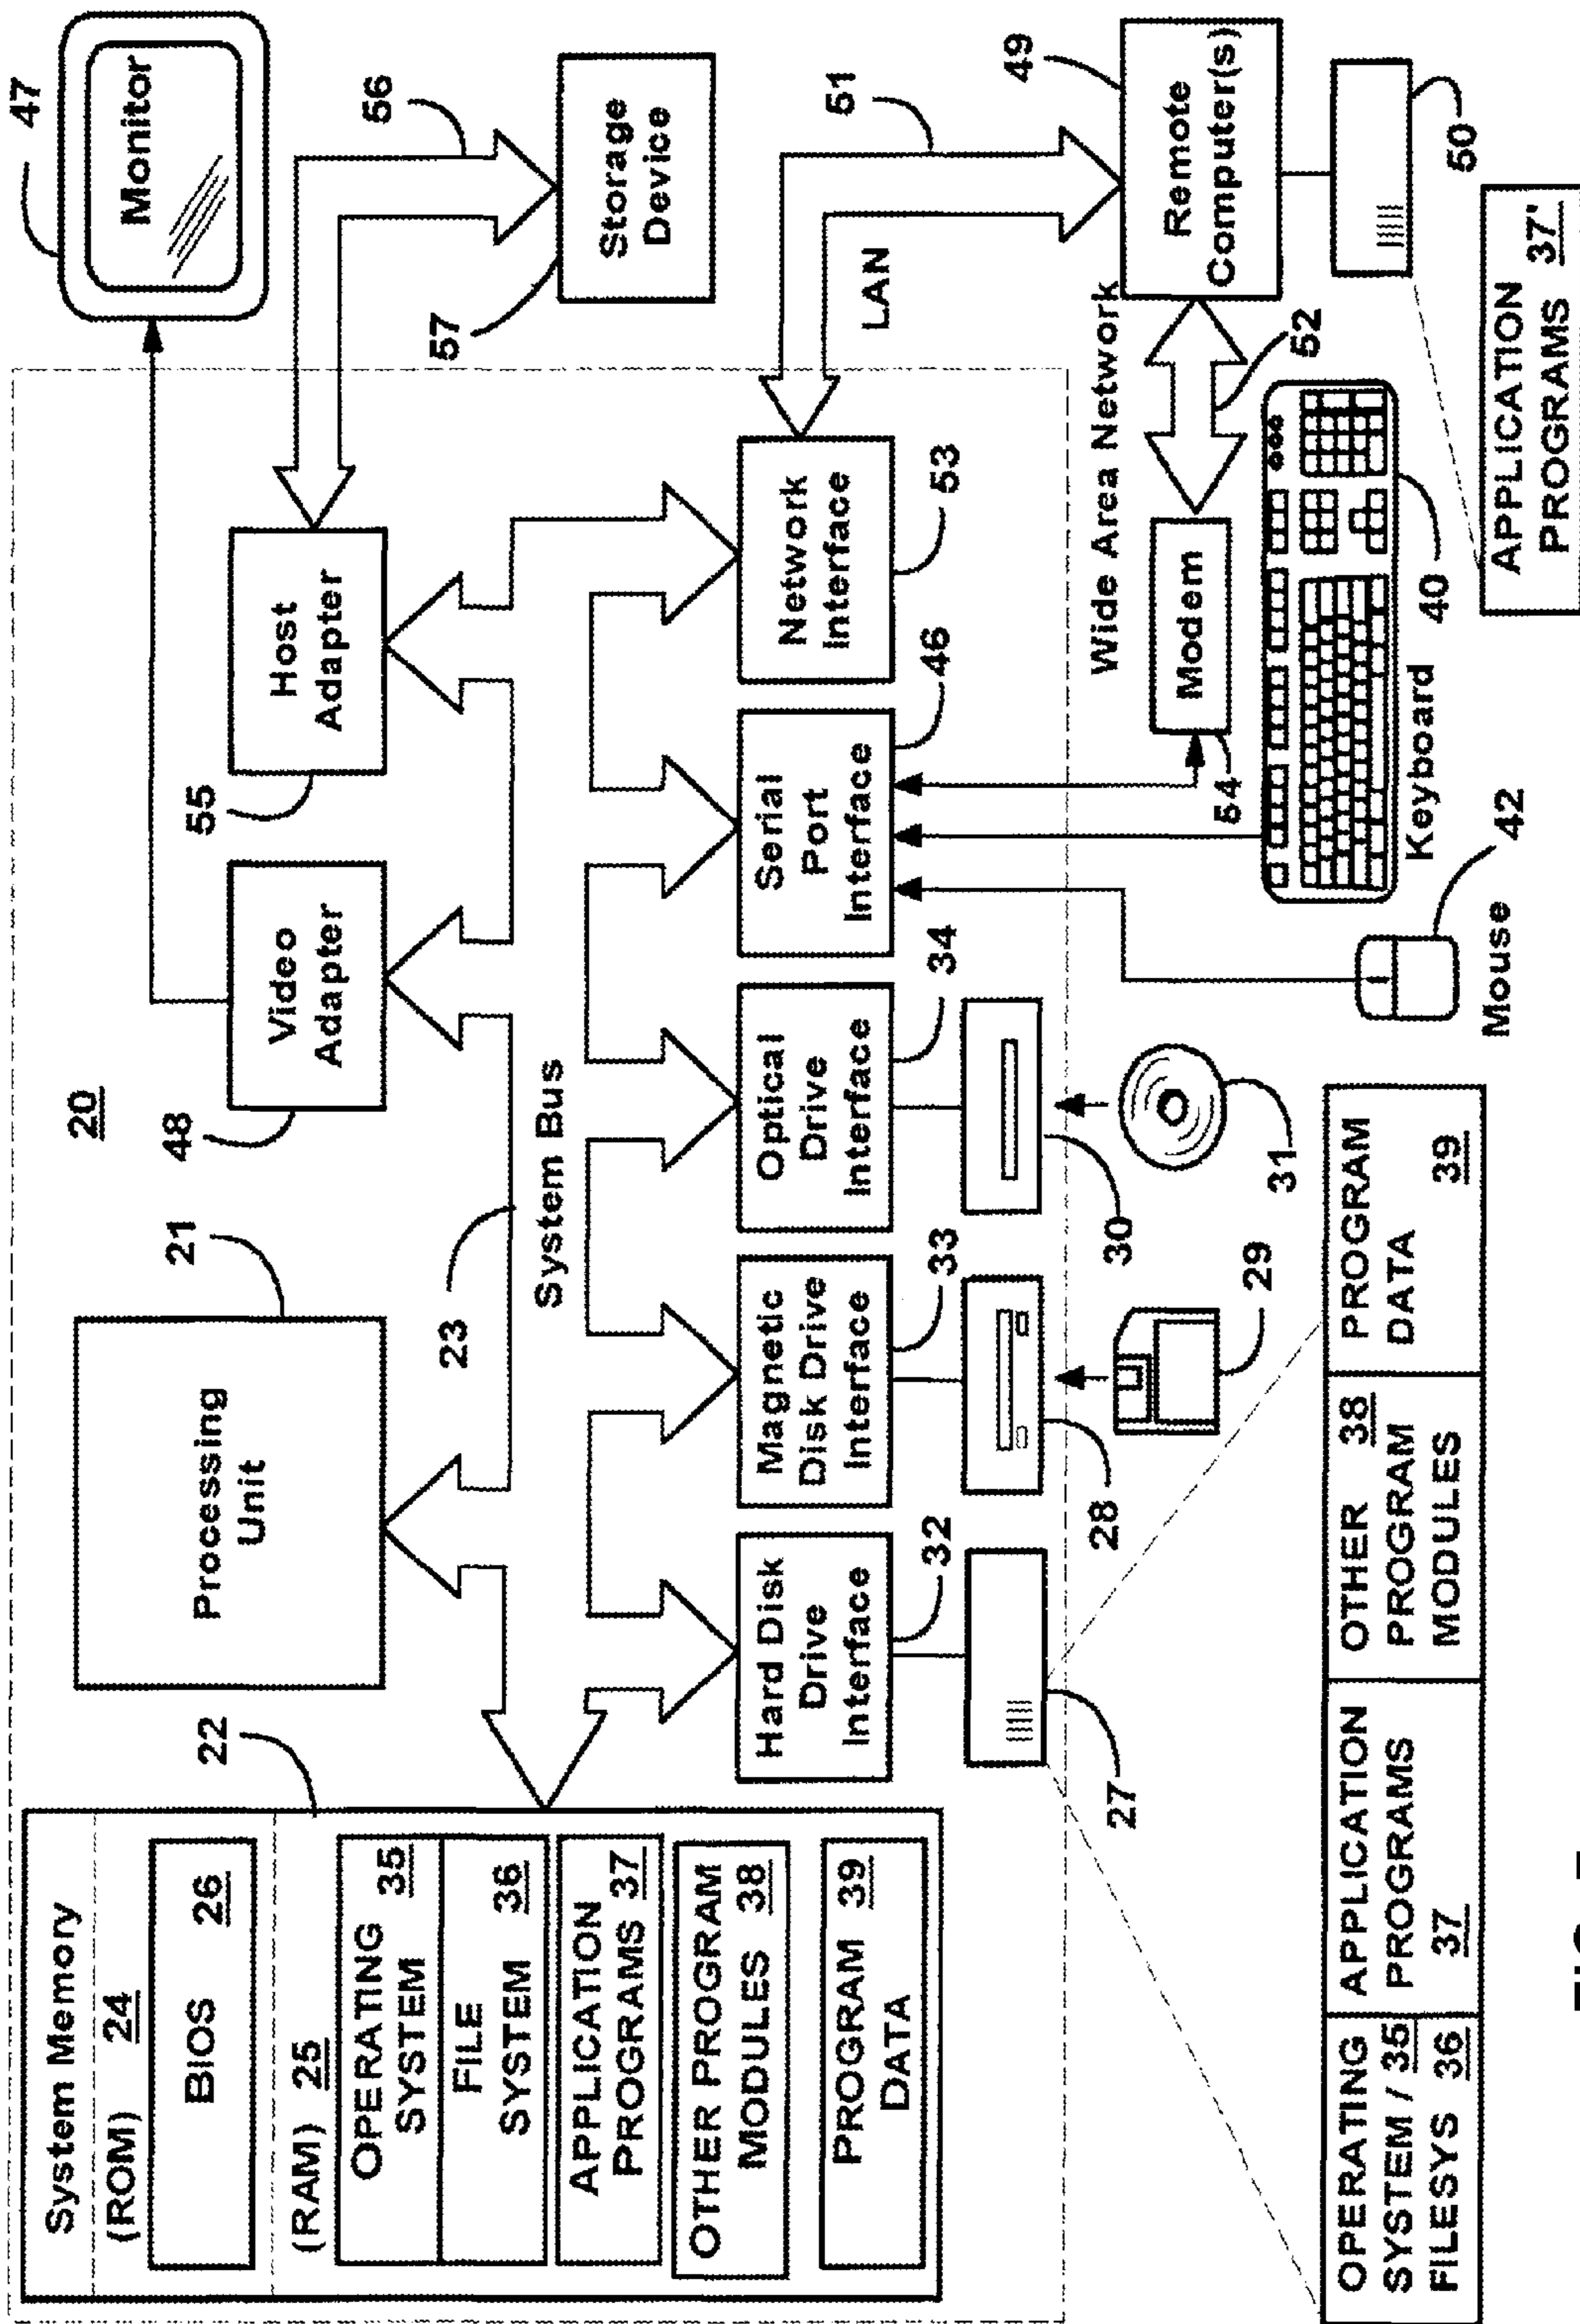 20
System Memory
(ROM) 24
BIOS 26
(RAM) 25
OPERATING
SYSTEM 35
FILE
SYSTEM 36
APPLICATION
PROGRAMS 37
OTHER PROGRAM
MODULES 38
PROGRAM 39
DATA
22
Processing
Unit
21
48
Video
Adapter
55
Host
Adapter
47
Monitor
56
57
Storage
Device
23
System Bus
Hard Disk
Drive
Interface
32
Magnetic
Disk Drive
Interface
33
Optical
Drive
Interface
34
Serial
Port
Interface
46
Network
Interface
53
LAN
51
49
Remote
Computer(s)
Wide Area Network
52
Modem
54
27
28
29
30
31
Mouse
42
Keyboard
40
50
APPLICATION
PROGRAMS 37'
OPERATING
SYSTEM / 35
FILESYS 36
APPLICATION
PROGRAMS
37
OTHER 38
PROGRAM
MODULES
PROGRAM
DATA 39